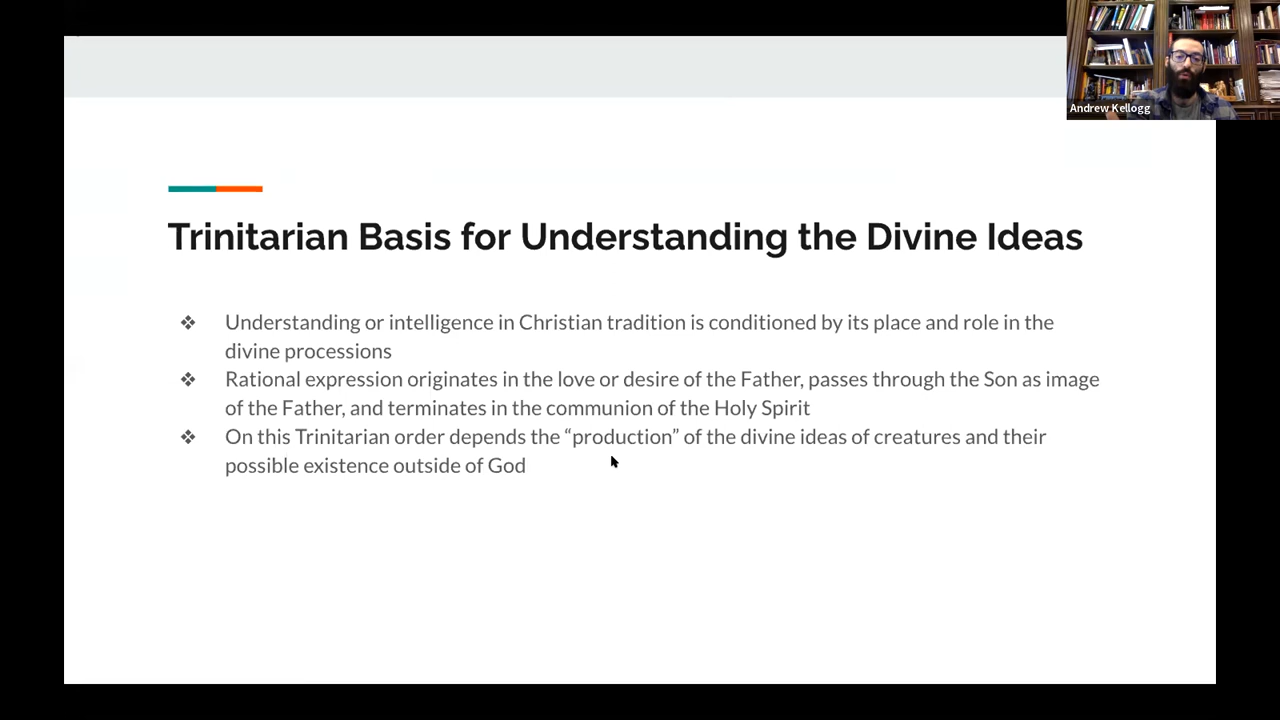 Andrew Kellogg
Trinitarian Basis for Understanding the Divine Ideas
❖ Understanding or intelligence in Christian tradition is conditioned by its place and role in the
divine processions
❖ Rational expression originates in the love or desire of the Father, passes through the Son as image
of the Father, and terminates in the communion of the Holy Spirit
❖ On this Trinitarian order depends the “production” of the divine ideas of creatures and their
possible existence outside of God